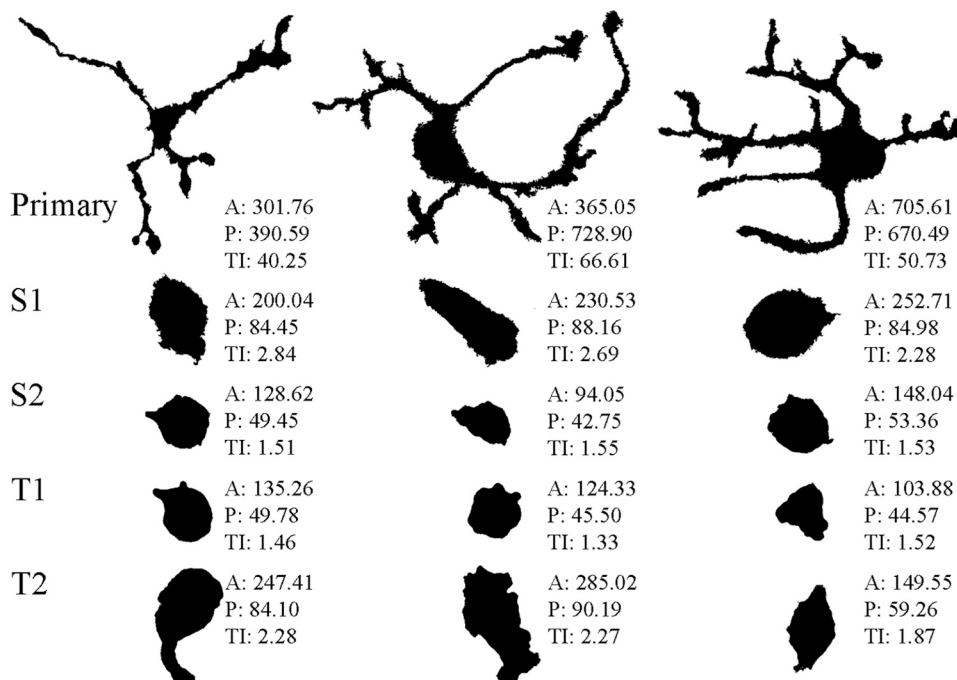 Primary
A: 301.76
P: 390.59
TI: 40.25
A: 365.05
P: 728.90
TI: 66.61
A: 705.61
P: 670.49
TI: 50.73
S1
A: 200.04
P: 84.45
TI: 2.84
A: 230.53
P: 88.16
TI: 2.69
A: 252.71
P: 84.98
TI: 2.28
S2
A: 128.62
P: 49.45
TI: 1.51
A: 94.05
P: 42.75
TI: 1.55
A: 148.04
P: 53.36
TI: 1.53
T1
A: 135.26
P: 49.78
TI: 1.46
A: 124.33
P: 45.50
TI: 1.33
A: 103.88
P: 44.57
TI: 1.52
T2
A: 247.41
P: 84.10
TI: 2.28
A: 285.02
P: 90.19
TI: 2.27
A: 149.55
P: 59.26
TI: 1.87